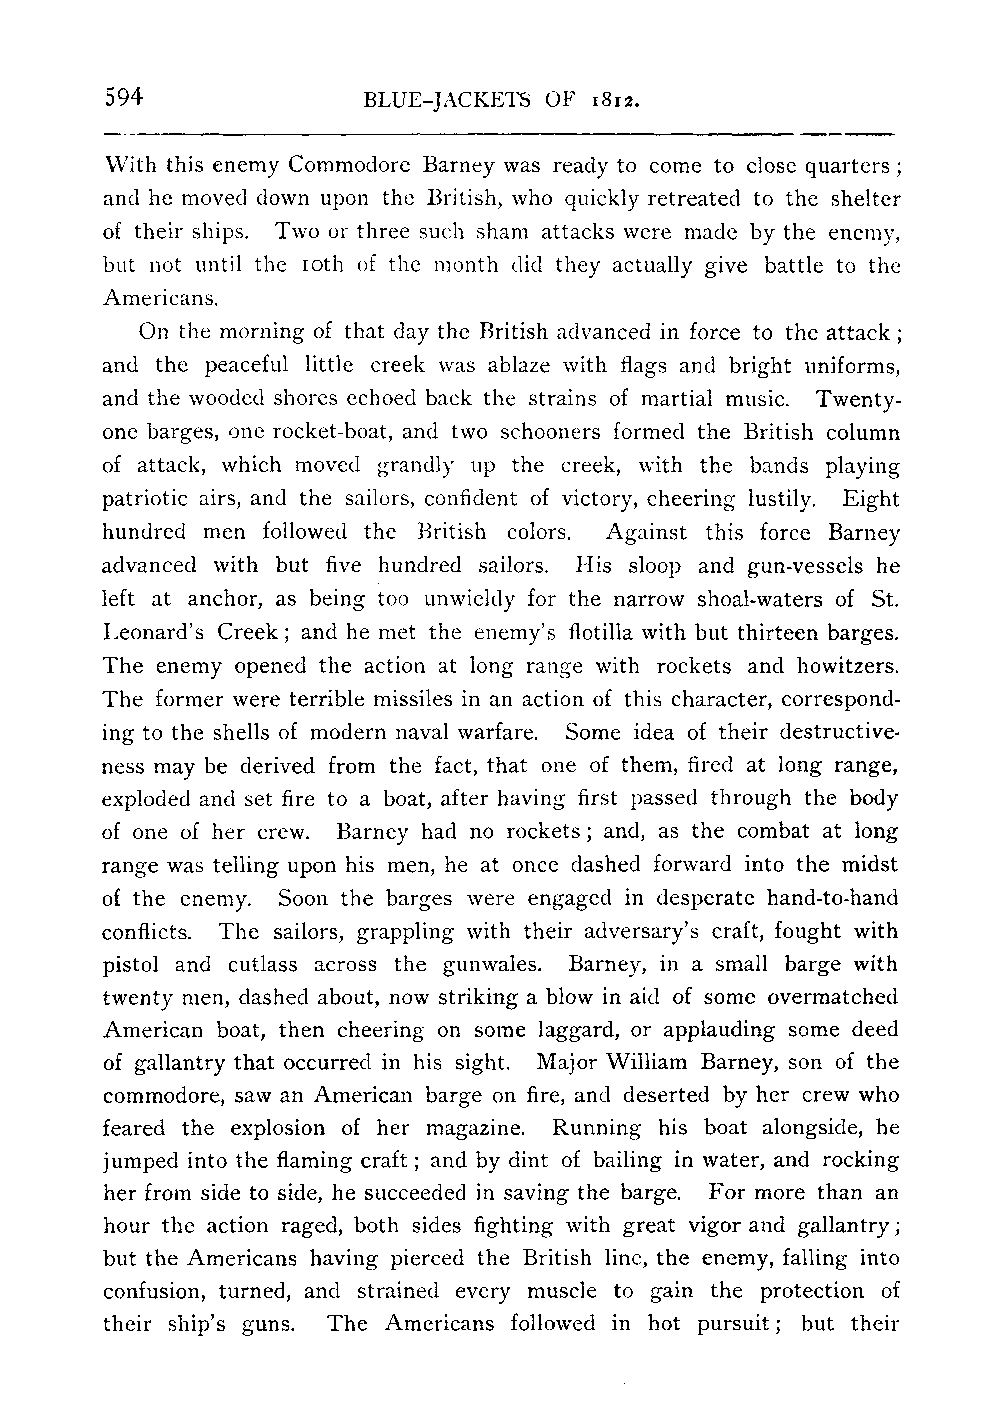 594 BLUE-JACKETS OF 1812.
With this enemy Commodore Barney was ready to come to close quarters;
and he moved down upon the British, who quickly retreated to the shelter
of their ships. Two or three such sham attacks were made by the enemy,
but not until the 10th of the month did they actually give battle to the
Americans.
On the morning of that day the British advanced in force to the attack;
and the peaceful little creek was ablaze with flags and bright uniforms,
and the wooded shores echoed back the strains of martial music. Twenty-
one barges, one rocket-boat, and two schooners formed the British column
of attack, which moved grandly up the creek, with the bands playing
patriotic airs, and the sailors, confident of victory, cheering lustily. Eight
hundred men followed the British colors. Against this force Barney
advanced with but five hundred sailors. His sloop and gun-vessels he
left at anchor, as being too unwieldy for the narrow shoal-waters of St.
Leonard's Creek; and he met the enemy's flotilla with but thirteen barges.
The enemy opened the action at long range with rockets and howitzers.
The former were terrible missiles in an action of this character, correspond-
ing to the shells of modern naval warfare. Some idea of their destructive-
ness may be derived from the fact, that one of them, fired at long range,
exploded and set fire to a boat, after having first passed through the body
of one of her crew. Barney had no rockets; and, as the combat at long
range was telling upon his men, he at once dashed forward into the midst
of the enemy. Soon the barges were engaged in desperate hand-to-hand
conflicts. The sailors, grappling with their adversary's craft, fought with
pistol and cutlass across the gunwales. Barney, in a small barge with
twenty men, dashed about, now striking a blow in aid of some overmatched
American boat, then cheering on some laggard, or applauding some deed
of gallantry that occurred in his sight. Major William Barney, son of the
commodore, saw an American barge on fire, and deserted by her crew who
feared the explosion of her magazine. Running his boat alongside, he
jumped into the flaming craft; and by dint of bailing in water, and rocking
her from side to side, he succeeded in saving the barge. For more than an
hour the action raged, both sides fighting with great vigor and gallantry;
but the Americans having pierced the British line, the enemy, falling into
confusion, turned, and strained every muscle to gain the protection of
their ship's guns. The Americans followed in hot pursuit; but their